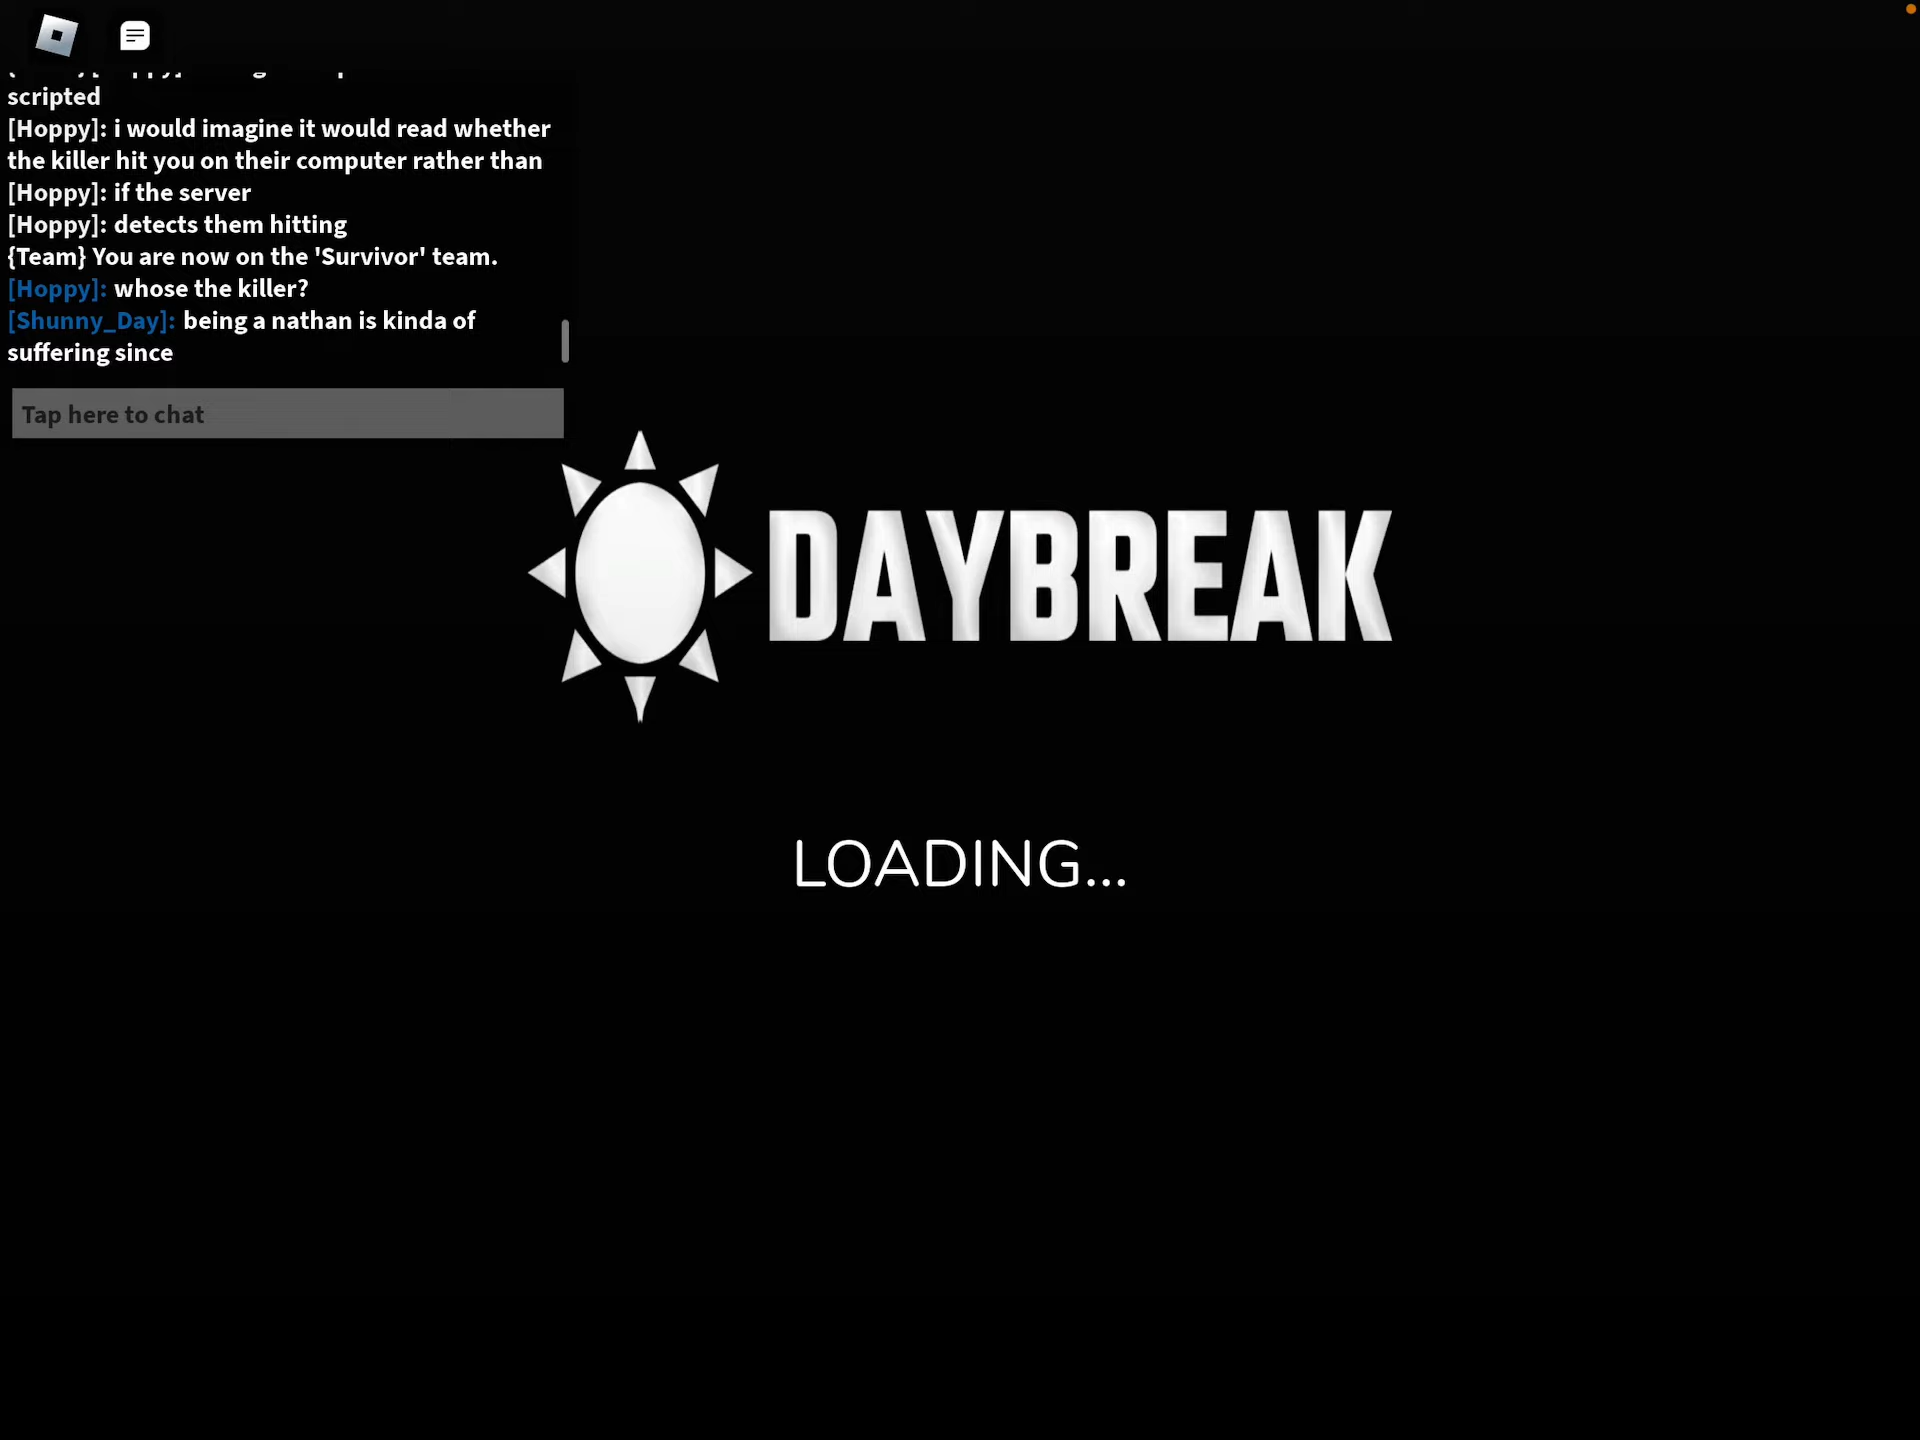 scripted
[Hoppy]: i would imagine it would read whether
the killer hit you on their computer rather than
[Hoppy]: if the server
[Hoppy]: detects them hitting
{Team} You are now on the 'Survivor' team.
[Hoppy]: whose the killer?
[Shunny_Day]: being a nathan is kinda of
suffering since
Tap here to chat
DAYBREAK
LOADING...